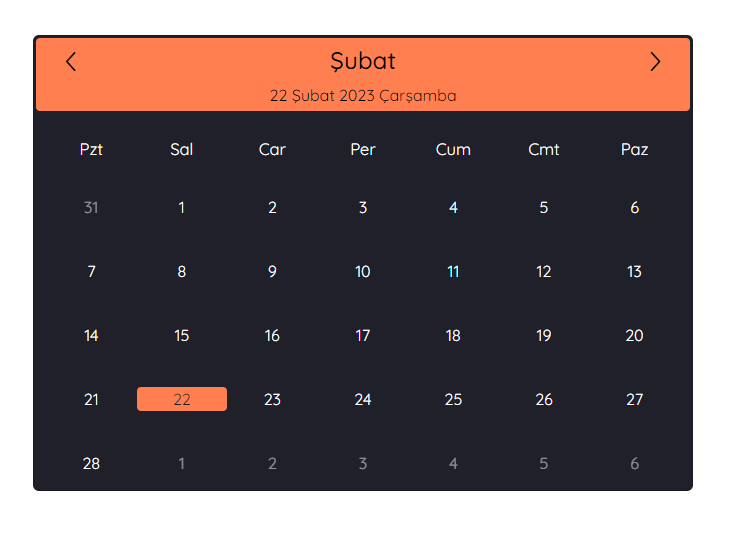 Şubat
22 Şubat 2023 Çarşamba
Pzt Sal Car Per Cum Cmt Paz
31 1 2 3 4 5 6
7 8 9 10 11 12 13
14 15 16 17 18 19 20
21 22 23 24 25 26 27
28 1 2 3 4 5 6